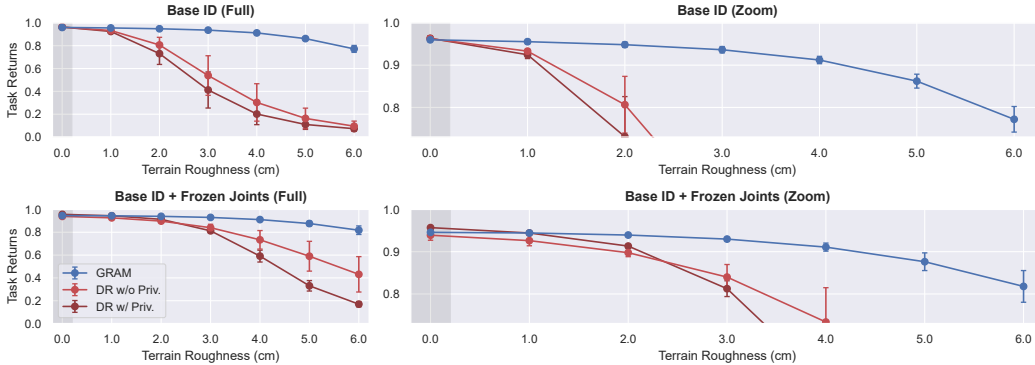 Base ID (Full)
Task Returns
1.0
0.8
0.6
0.4
0.2
0.0
0.0 1.0 2.0 3.0 4.0 5.0 6.0
Terrain Roughness (cm)
Base ID (Zoom)
1.0
0.9
0.8
0.0 1.0 2.0 3.0 4.0 5.0 6.0
Terrain Roughness (cm)
Base ID + Frozen Joints (Full)
Task Returns
1.0
0.8
0.6
0.4
0.2
0.0
GRAM
DR w/o Priv.
DR w/ Priv.
0.0 1.0 2.0 3.0 4.0 5.0 6.0
Terrain Roughness (cm)
Base ID + Frozen Joints (Zoom)
1.0
0.9
0.8
0.0 1.0 2.0 3.0 4.0 5.0 6.0
Terrain Roughness (cm)